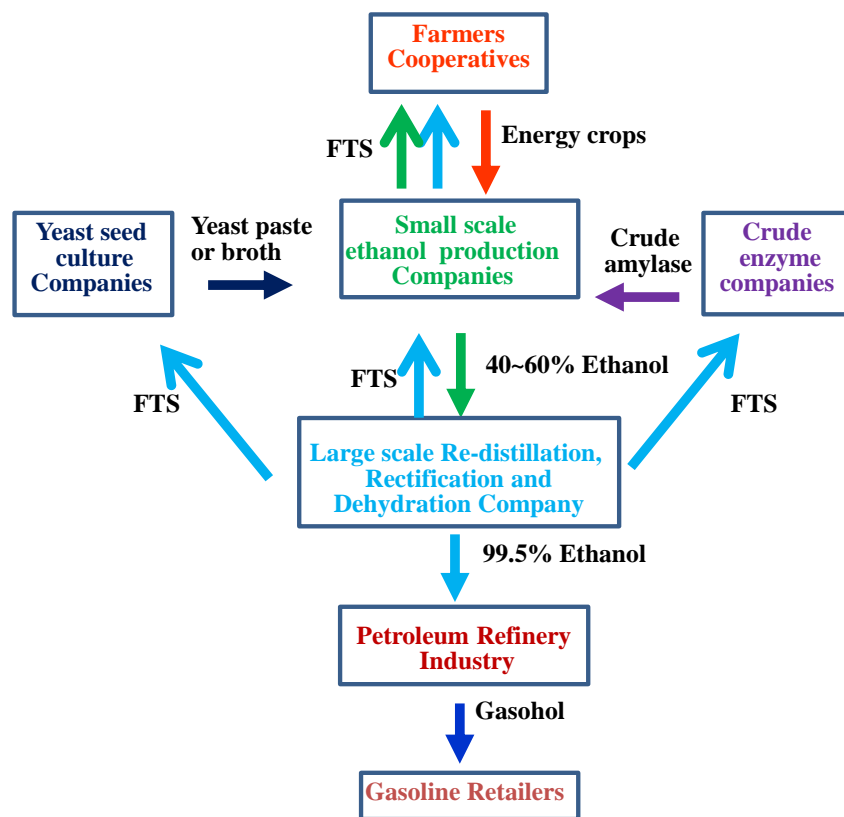 Farmers
Cooperatives
FTS
Energy crops
Yeast seed
culture
Companies
Yeast paste
or broth
Small scale
ethanol production
Companies
Crude
amylase
Crude
enzyme
companies
FTS
FTS
40~60% Ethanol
FTS
Large scale Re-distillation,
Rectification and
Dehydration Company
99.5% Ethanol
Petroleum Refinery
Industry
Gasohol
Gasoline Retailers